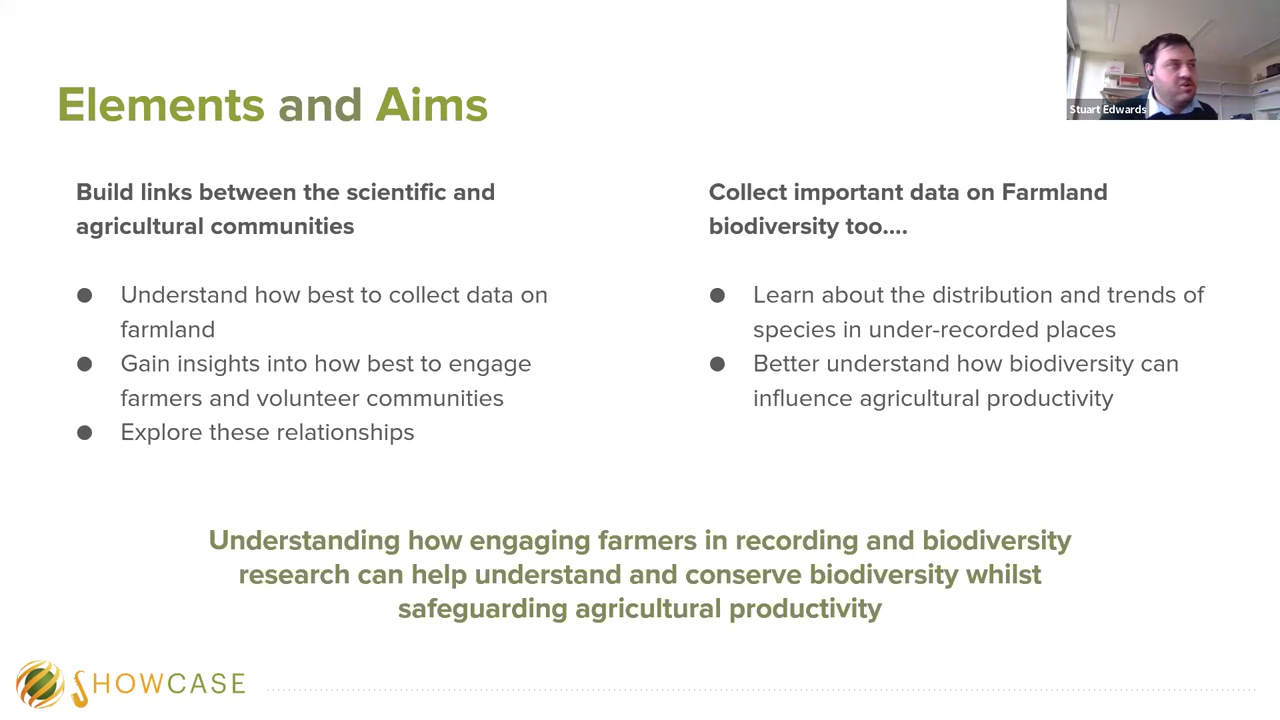 Elements and Aims
Stuart Edwards
Build links between the scientific and
agricultural communities
● Understand how best to collect data on
farmland
● Gain insights into how best to engage
farmers and volunteer communities
● Explore these relationships
Collect important data on Farmland
biodiversity too....
● Learn about the distribution and trends of
species in under-recorded places
● Better understand how biodiversity can
influence agricultural productivity
Understanding how engaging farmers in recording and biodiversity
research can help understand and conserve biodiversity whilst
safeguarding agricultural productivity
SHOWCASE